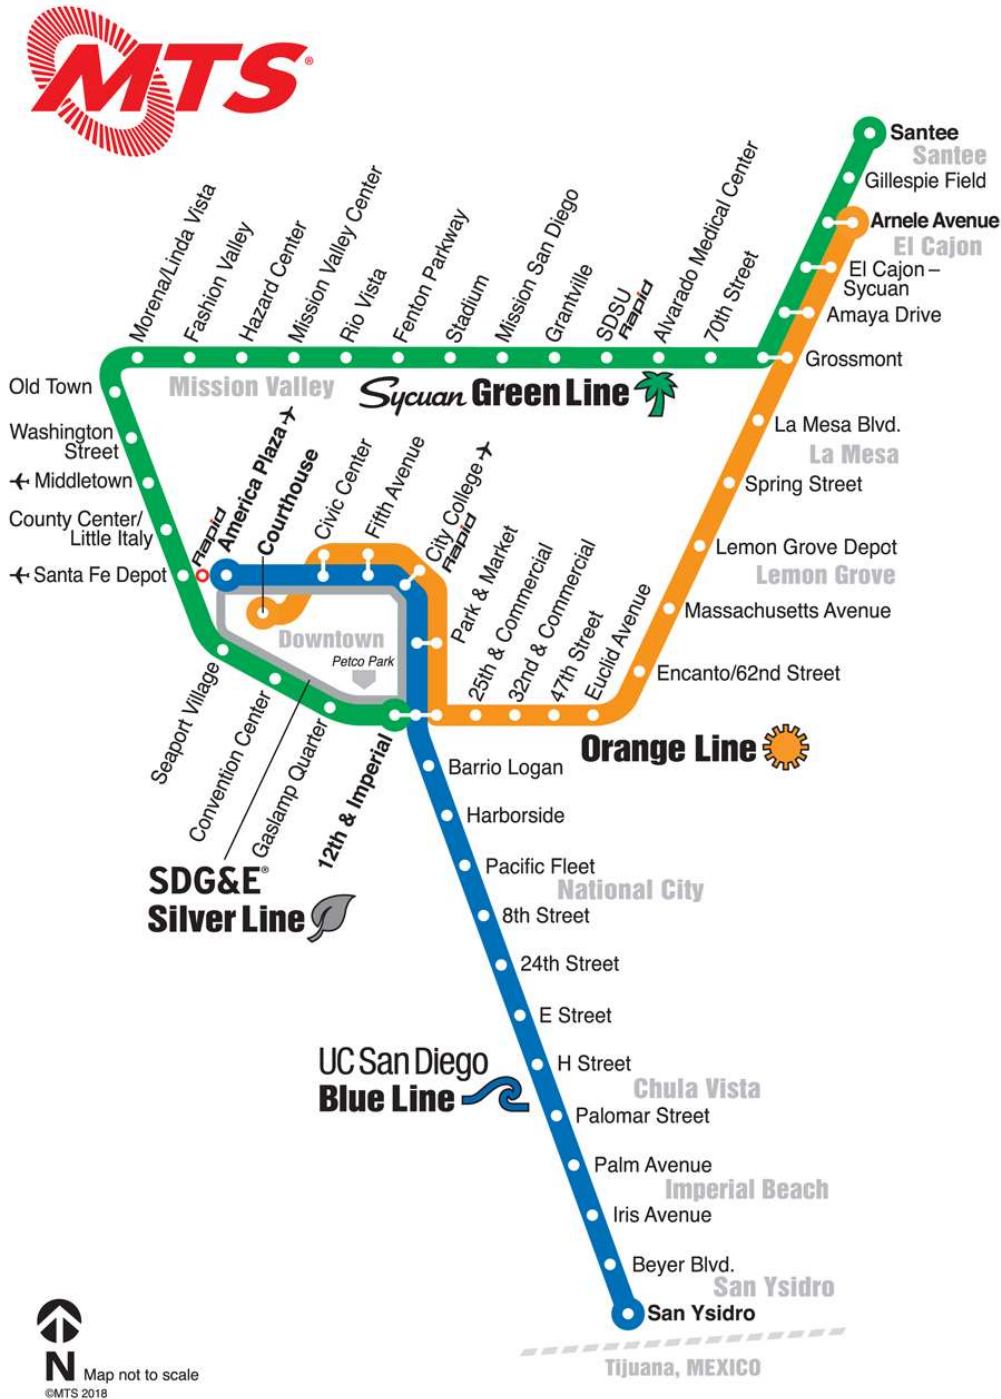 MTS®
Santee
Santee
Gillespie Field
Arnele Avenue
El Cajon
El Cajon –
Sycuan
Amaya Drive
Grossmont
Morena/Linda Vista
Fashion Valley
Hazard Center
Mission Valley Center
Rio Vista
Fenton Parkway
Stadium
Mission San Diego
Grantville
SDSU
Rapid
Alvarado Medical Center
70th Street
Old Town
Mission Valley
Sycuan Green Line
Washington
Street
Middletown
County Center/
Little Italy
Santa Fe Depot
Rapid
America Plaza
Courthouse
Civic Center
Fifth Avenue
City College
Rapid
Park & Market
25th & Commercial
32nd & Commercial
47th Street
Euclid Avenue
La Mesa Blvd.
La Mesa
Spring Street
Lemon Grove Depot
Lemon Grove
Massachusetts Avenue
Encanto/62nd Street
Downtown
Petco Park
Seaport Village
Convention Center
Gaslamp Quarter
12th & Imperial
Orange Line
Barrio Logan
Harborside
SDG&E®
Silver Line
Pacific Fleet
National City
8th Street
24th Street
E Street
UC San Diego
Blue Line
H Street
Chula Vista
Palomar Street
Palm Avenue
Imperial Beach
Iris Avenue
Beyer Blvd.
San Ysidro
San Ysidro
Tijuana, MEXICO
N Map not to scale
©MTS 2018